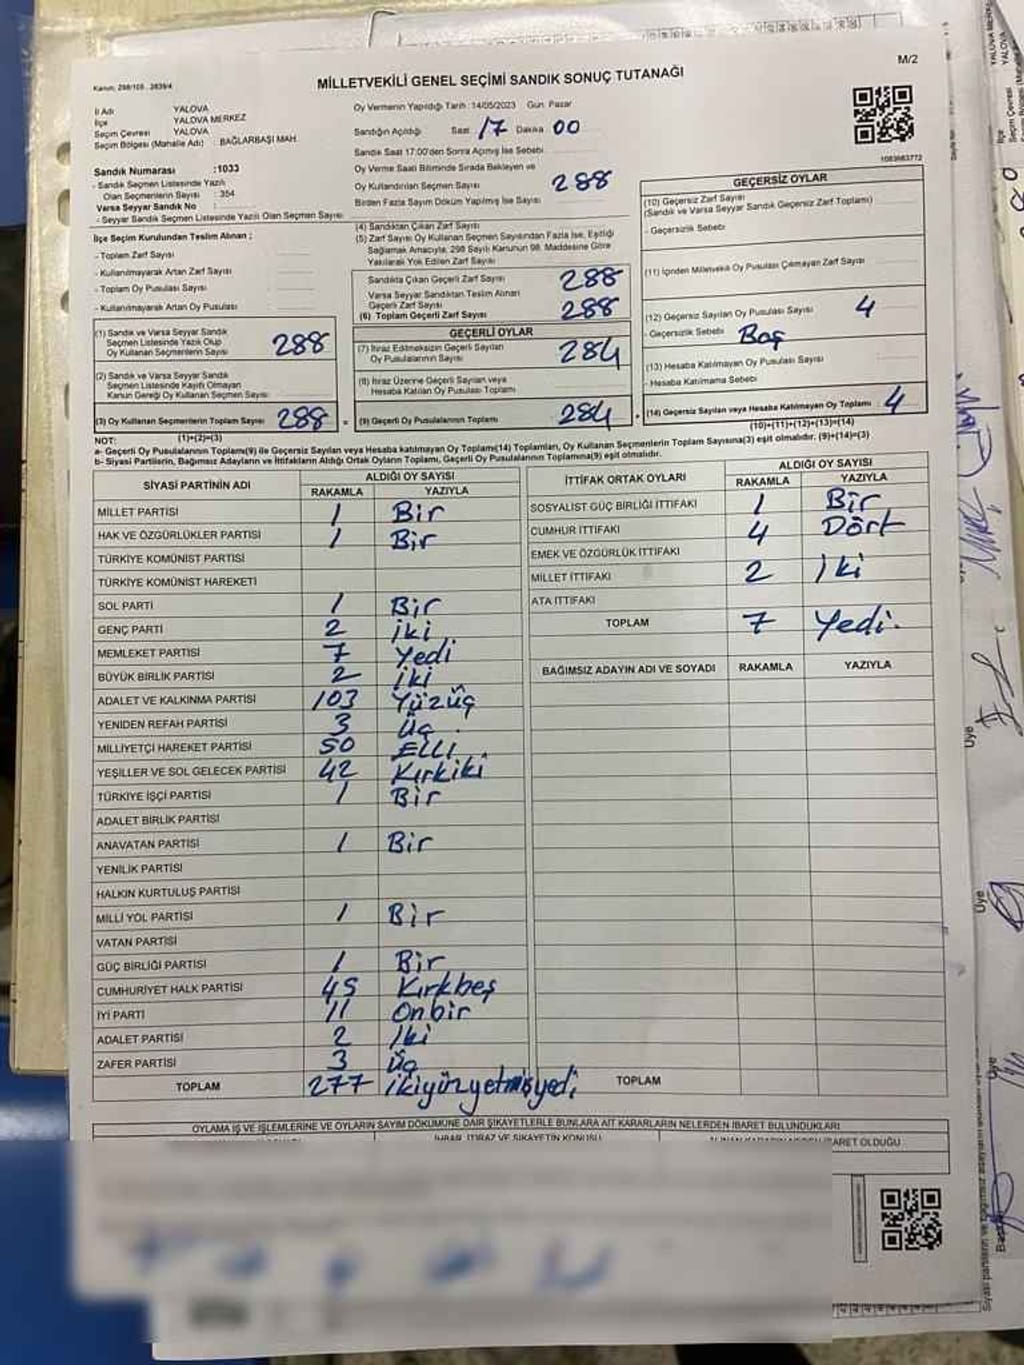 M/2
Kanun; 298/105 , 2839/4
MİLLETVEKİLİ GENEL SEÇİMİ SANDIK SONUÇ TUTANAĞI
İl Adı YALOVA
İlçe YALOVA MERKEZ
Seçim Çevresi YALOVA
Seçim Bölgesi (Mahalle Adı) BAĞLARBAŞI MAH.
Sandık Numarası :1033
- Sandık Seçmen Listesinde Yazılı
Olan Seçmenlerin Sayısı : 354
Varsa Seyyar Sandık No
- Seyyar Sandık Seçmen Listesinde Yazılı Olan Seçmen Sayısı:
Oy Vermenin Yapıldığı Tarih : 14/05/2023 Gün: Pazar
Sandığın Açıldığı Saat 17 Dakika 00
Sandık Saat 17:00'den Sonra Açılmış İse Sebebi
Oy Verme Saati Bitiminde Sırada Bekleyen ve
Oy Kullandırılan Seçmen Sayısı 288
Birden Fazla Sayım Döküm Yapılmış İse Sayısı
1083683772
İlçe Seçim Kurulundan Teslim Alınan ;
- Toplam Zarf Sayısı
- Kullanılmayarak Artan Zarf Sayısı
- Toplam Oy Pusulası Sayısı
- Kullanılmayarak Artan Oy Pusulası
(4) Sandıktan Çıkan Zarf Sayısı
(5) Zarf Sayısı Oy Kullanan Seçmen Sayısından Fazla İse, Eşitliği
Sağlamak Amacıyla, 298 Sayılı Kanunun 98. Maddesine Göre
Yakılarak Yok Edilen Zarf Sayısı
Sandıkta Çıkan Geçerli Zarf Sayısı 288
Varsa Seyyar Sandıktan Teslim Alınan
Geçerli Zarf Sayısı
(6) Toplam Geçerli Zarf Sayısı 288
GEÇERSİZ OYLAR
(10) Geçersiz Zarf Sayısı
(Sandık ve Varsa Seyyar Sandık Geçersiz Zarf Toplamı)
- Geçersizlik Sebebi
(11) İçinden Milletvekili Oy Pusulası Çıkmayan Zarf Sayısı
(12) Geçersiz Sayılan Oy Pusulası Sayısı 4
- Geçersizlik Sebebi Boş
(13) Hesaba Katılmayan Oy Pusulası Sayısı
- Hesaba Katılmama Sebebi
(14) Geçersiz Sayılan veya Hesaba Katılmayan Oy Toplamı : 4
(10)+(11)+(12)+(13)=(14)
(1) Sandık ve Varsa Seyyar Sandık
Seçmen Listesinde Yazılı Olup
Oy Kullanan Seçmenlerin Sayısı 288
(2) Sandık ve Varsa Seyyar Sandık
Seçmen Listesinde Kayıtlı Olmayan
Kanun Gereği Oy Kullanan Seçmen Sayısı
(3) Oy Kullanan Seçmenlerin Toplam Sayısı 288
(1)+(2)=(3)
GEÇERLİ OYLAR
(7) İtiraz Edilmeksizin Geçerli Sayılan
Oy Pusulalarının Sayısı 284
(8) İtiraz Üzerine Geçerli Sayılan veya
Hesaba Katılan Oy Pusulası Toplamı
(9) Geçerli Oy Pusulalarının Toplamı 284
NOT:
a- Geçerli Oy Pusulalarının Toplamı(9) ile Geçersiz Sayılan veya Hesaba katılmayan Oy Toplamı(14) Toplamları, Oy Kullanan Seçmenlerin Toplam Sayısına(3) eşit olmalıdır. (9)+(14)=(3)
b- Siyasi Partilerin, Bağımsız Adayların ve İttifakların Aldığı Ortak Oyların Toplamı, Geçerli Oy Pusulalarının Toplamına(9) eşit olmalıdır.
SİYASİ PARTİNİN ADI ALDIĞI OY SAYISI
RAKAMLA YAZIYLA
MİLLET PARTİSİ 1 Bir
HAK VE ÖZGÜRLÜKLER PARTİSİ 1 Bir
TÜRKİYE KOMÜNİST PARTİSİ
TÜRKİYE KOMÜNİST HAREKETİ
SOL PARTİ 1 Bir
GENÇ PARTİ 2 iki
MEMLEKET PARTİSİ 7 Yedi
BÜYÜK BİRLİK PARTİSİ 2 iki
ADALET VE KALKINMA PARTİSİ 103 Yüzüç
YENİDEN REFAH PARTİSİ 3 Üç
MİLLİYETÇİ HAREKET PARTİSİ 50 Elli
YEŞİLLER VE SOL GELECEK PARTİSİ 42 Kırkiki
TÜRKİYE İŞÇİ PARTİSİ 1 Bir
ADALET BİRLİK PARTİSİ
ANAVATAN PARTİSİ 1 Bir
YENİLİK PARTİSİ
HALKIN KURTULUŞ PARTİSİ
MİLLİ YOL PARTİSİ 1 Bir
VATAN PARTİSİ
GÜÇ BİRLİĞİ PARTİSİ 1 Bir
CUMHURİYET HALK PARTİSİ 45 Kırkbeş
İYİ PARTİ 11 Onbir
ADALET PARTİSİ 2 İki
ZAFER PARTİSİ 3 Üç
TOPLAM 277 ikiyüzyetmişyedi
İTTİFAK ORTAK OYLARI ALDIĞI OY SAYISI
RAKAMLA YAZIYLA
SOSYALİST GÜÇ BİRLİĞİ İTTİFAKI 1 Bir
CUMHUR İTTİFAKI 4 Dört
EMEK VE ÖZGÜRLÜK İTTİFAKI
MİLLET İTTİFAKI 2 İki
ATA İTTİFAKI
TOPLAM 7 Yedi.
BAĞIMSIZ ADAYIN ADI VE SOYADI RAKAMLA YAZIYLA
TOPLAM
OYLAMA İŞ VE İŞLEMLERİNE VE OYLARIN SAYIM DÖKÜMÜNE DAİR ŞİKAYETLERLE BUNLARA AİT KARARLARIN NELERDEN İBARET BULUNDUKLARI
İHBAR, İTİRAZ VE ŞİKAYETİN KONUSU
İBARET OLDUĞU
Üye
Üye
Üye